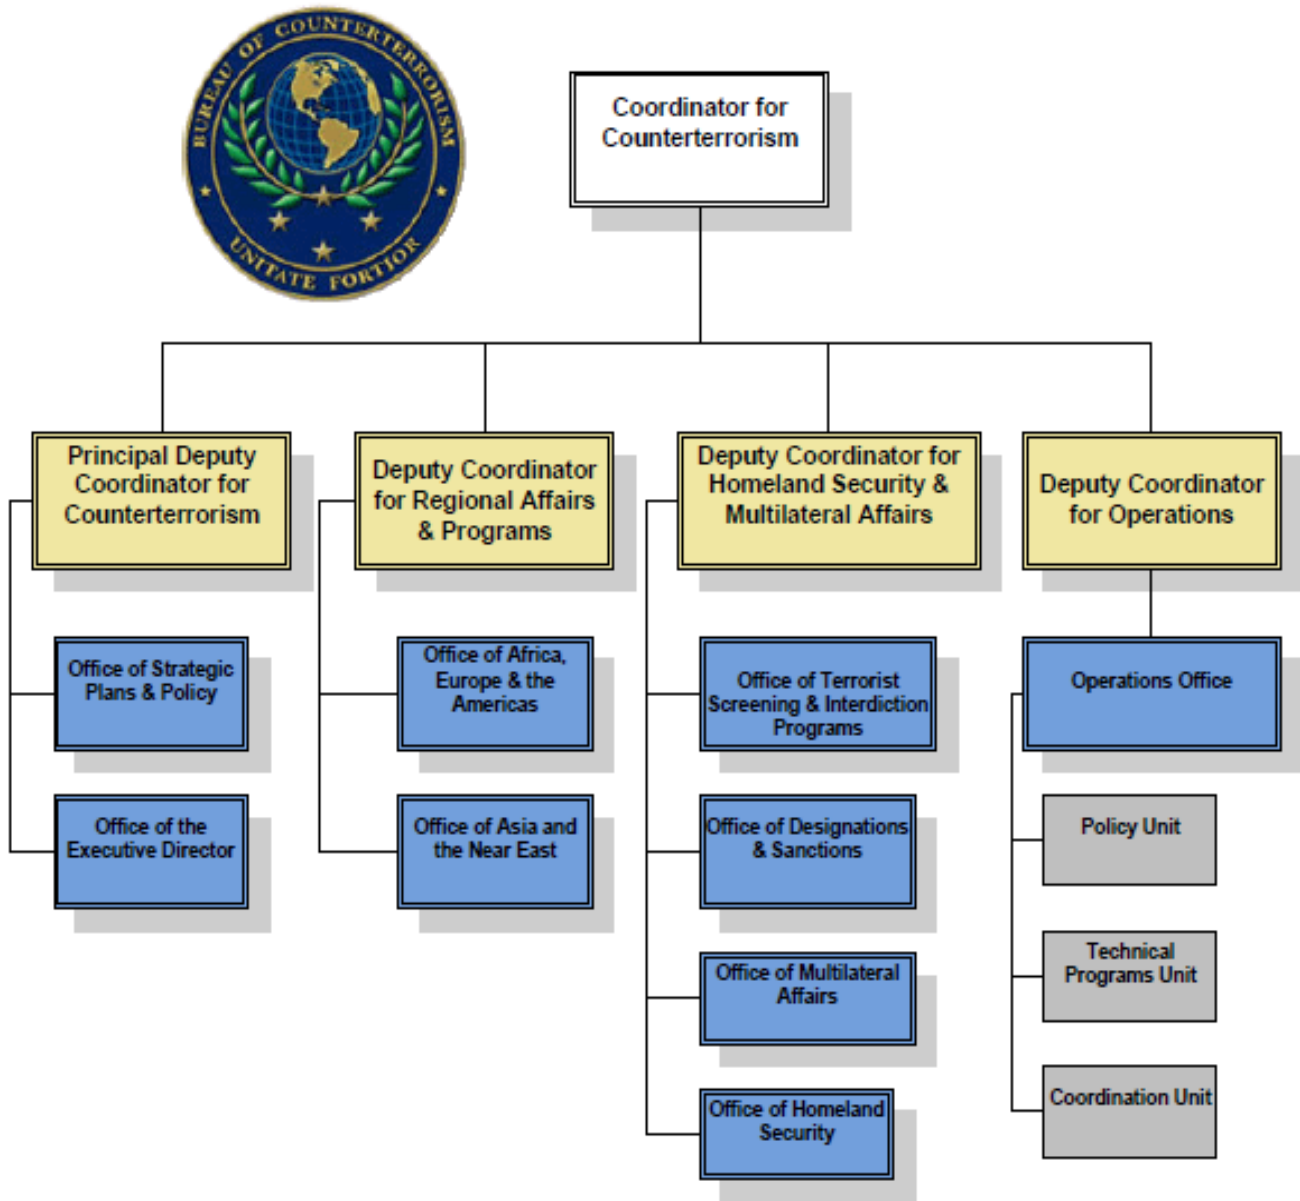 BUREAU OF COUNTERTERRORISM
UNITATE FORTIOR
Coordinator for
Counterterrorism
Principal Deputy
Coordinator for
Counterterrorism
Deputy Coordinator
for Regional Affairs
& Programs
Deputy Coordinator for
Homeland Security &
Multilateral Affairs
Deputy Coordinator
for Operations
Office of Strategic
Plans & Policy
Office of Africa,
Europe & the
Americas
Office of Terrorist
Screening & Interdiction
Programs
Operations Office
Office of the
Executive Director
Office of Asia and
the Near East
Office of Designations
& Sanctions
Policy Unit
Office of Multilateral
Affairs
Technical
Programs Unit
Office of Homeland
Security
Coordination Unit